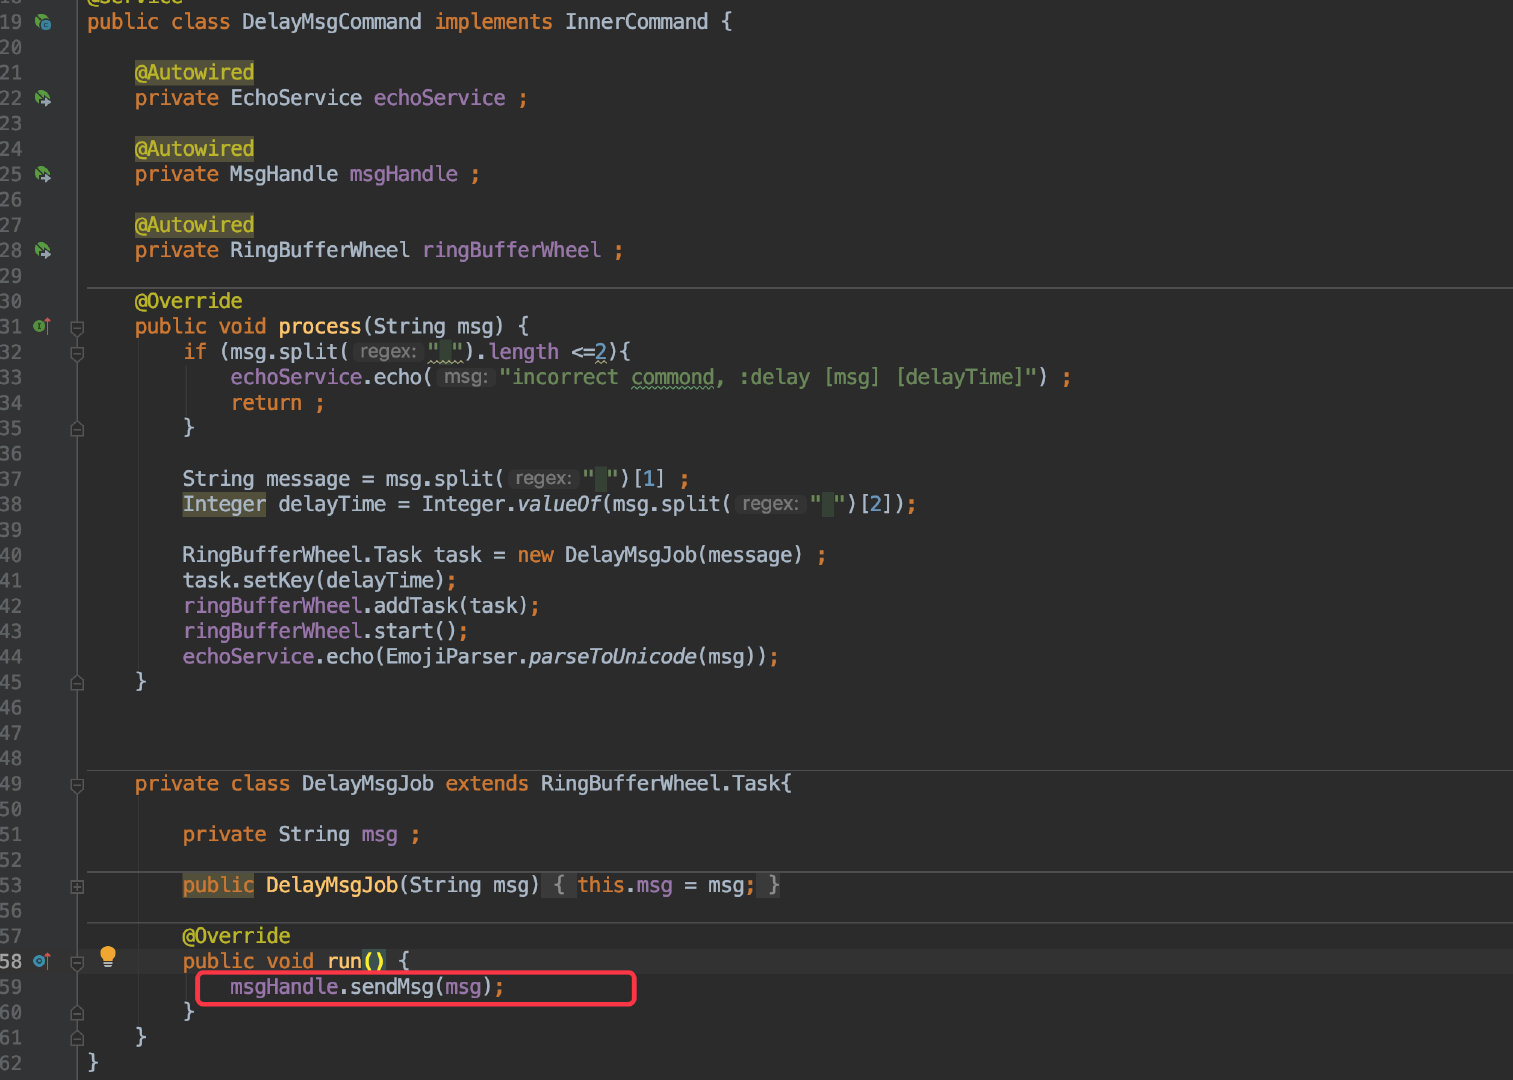 @Service
19 public class DelayMsgCommand implements InnerCommand {
20
21 @Autowired
22 private EchoService echoService ;
23
24 @Autowired
25 private MsgHandle msgHandle ;
26
27 @Autowired
28 private RingBufferWheel ringBufferWheel ;
29
30 @Override
31 public void process(String msg) {
32 if (msg.split( regex: " ").length <=2){
33 echoService.echo( msg: "incorrect commond, :delay [msg] [delayTime]") ;
34 return ;
35 }
36
37 String message = msg.split( regex: " ")[1] ;
38 Integer delayTime = Integer.valueOf(msg.split( regex: " ")[2]);
39
40 RingBufferWheel.Task task = new DelayMsgJob(message) ;
41 task.setKey(delayTime);
42 ringBufferWheel.addTask(task);
43 ringBufferWheel.start();
44 echoService.echo(EmojiParser.parseToUnicode(msg));
45 }
46
47
48
49 private class DelayMsgJob extends RingBufferWheel.Task{
50
51 private String msg ;
52
53 public DelayMsgJob(String msg) { this.msg = msg; }
56
57 @Override
58 public void run() {
59 msgHandle.sendMsg(msg);
60 }
61 }
62 }